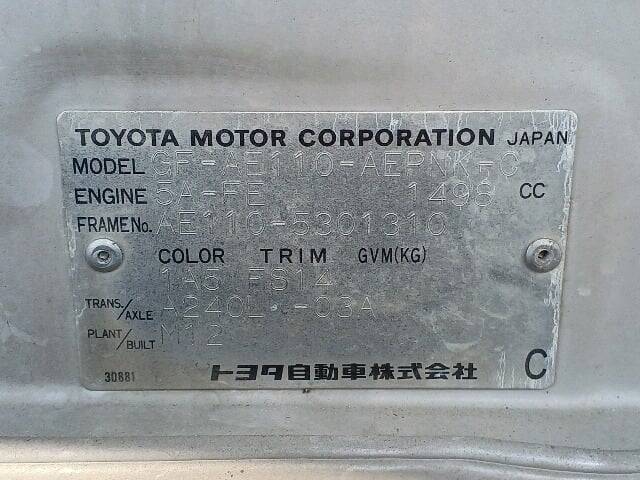 TOYOTA MOTOR CORPORATION JAPAN
MODEL GF-AE110-AEPNK-C
ENGINE 5A-FE 1498 CC
FRAME No. AE110-5301310
COLOR TRIM GVM(KG)
1A5 FS14
TRANS./AXLE A240L -03A
PLANT/BUILT M12
30881 トヨタ自動車株式会社 C